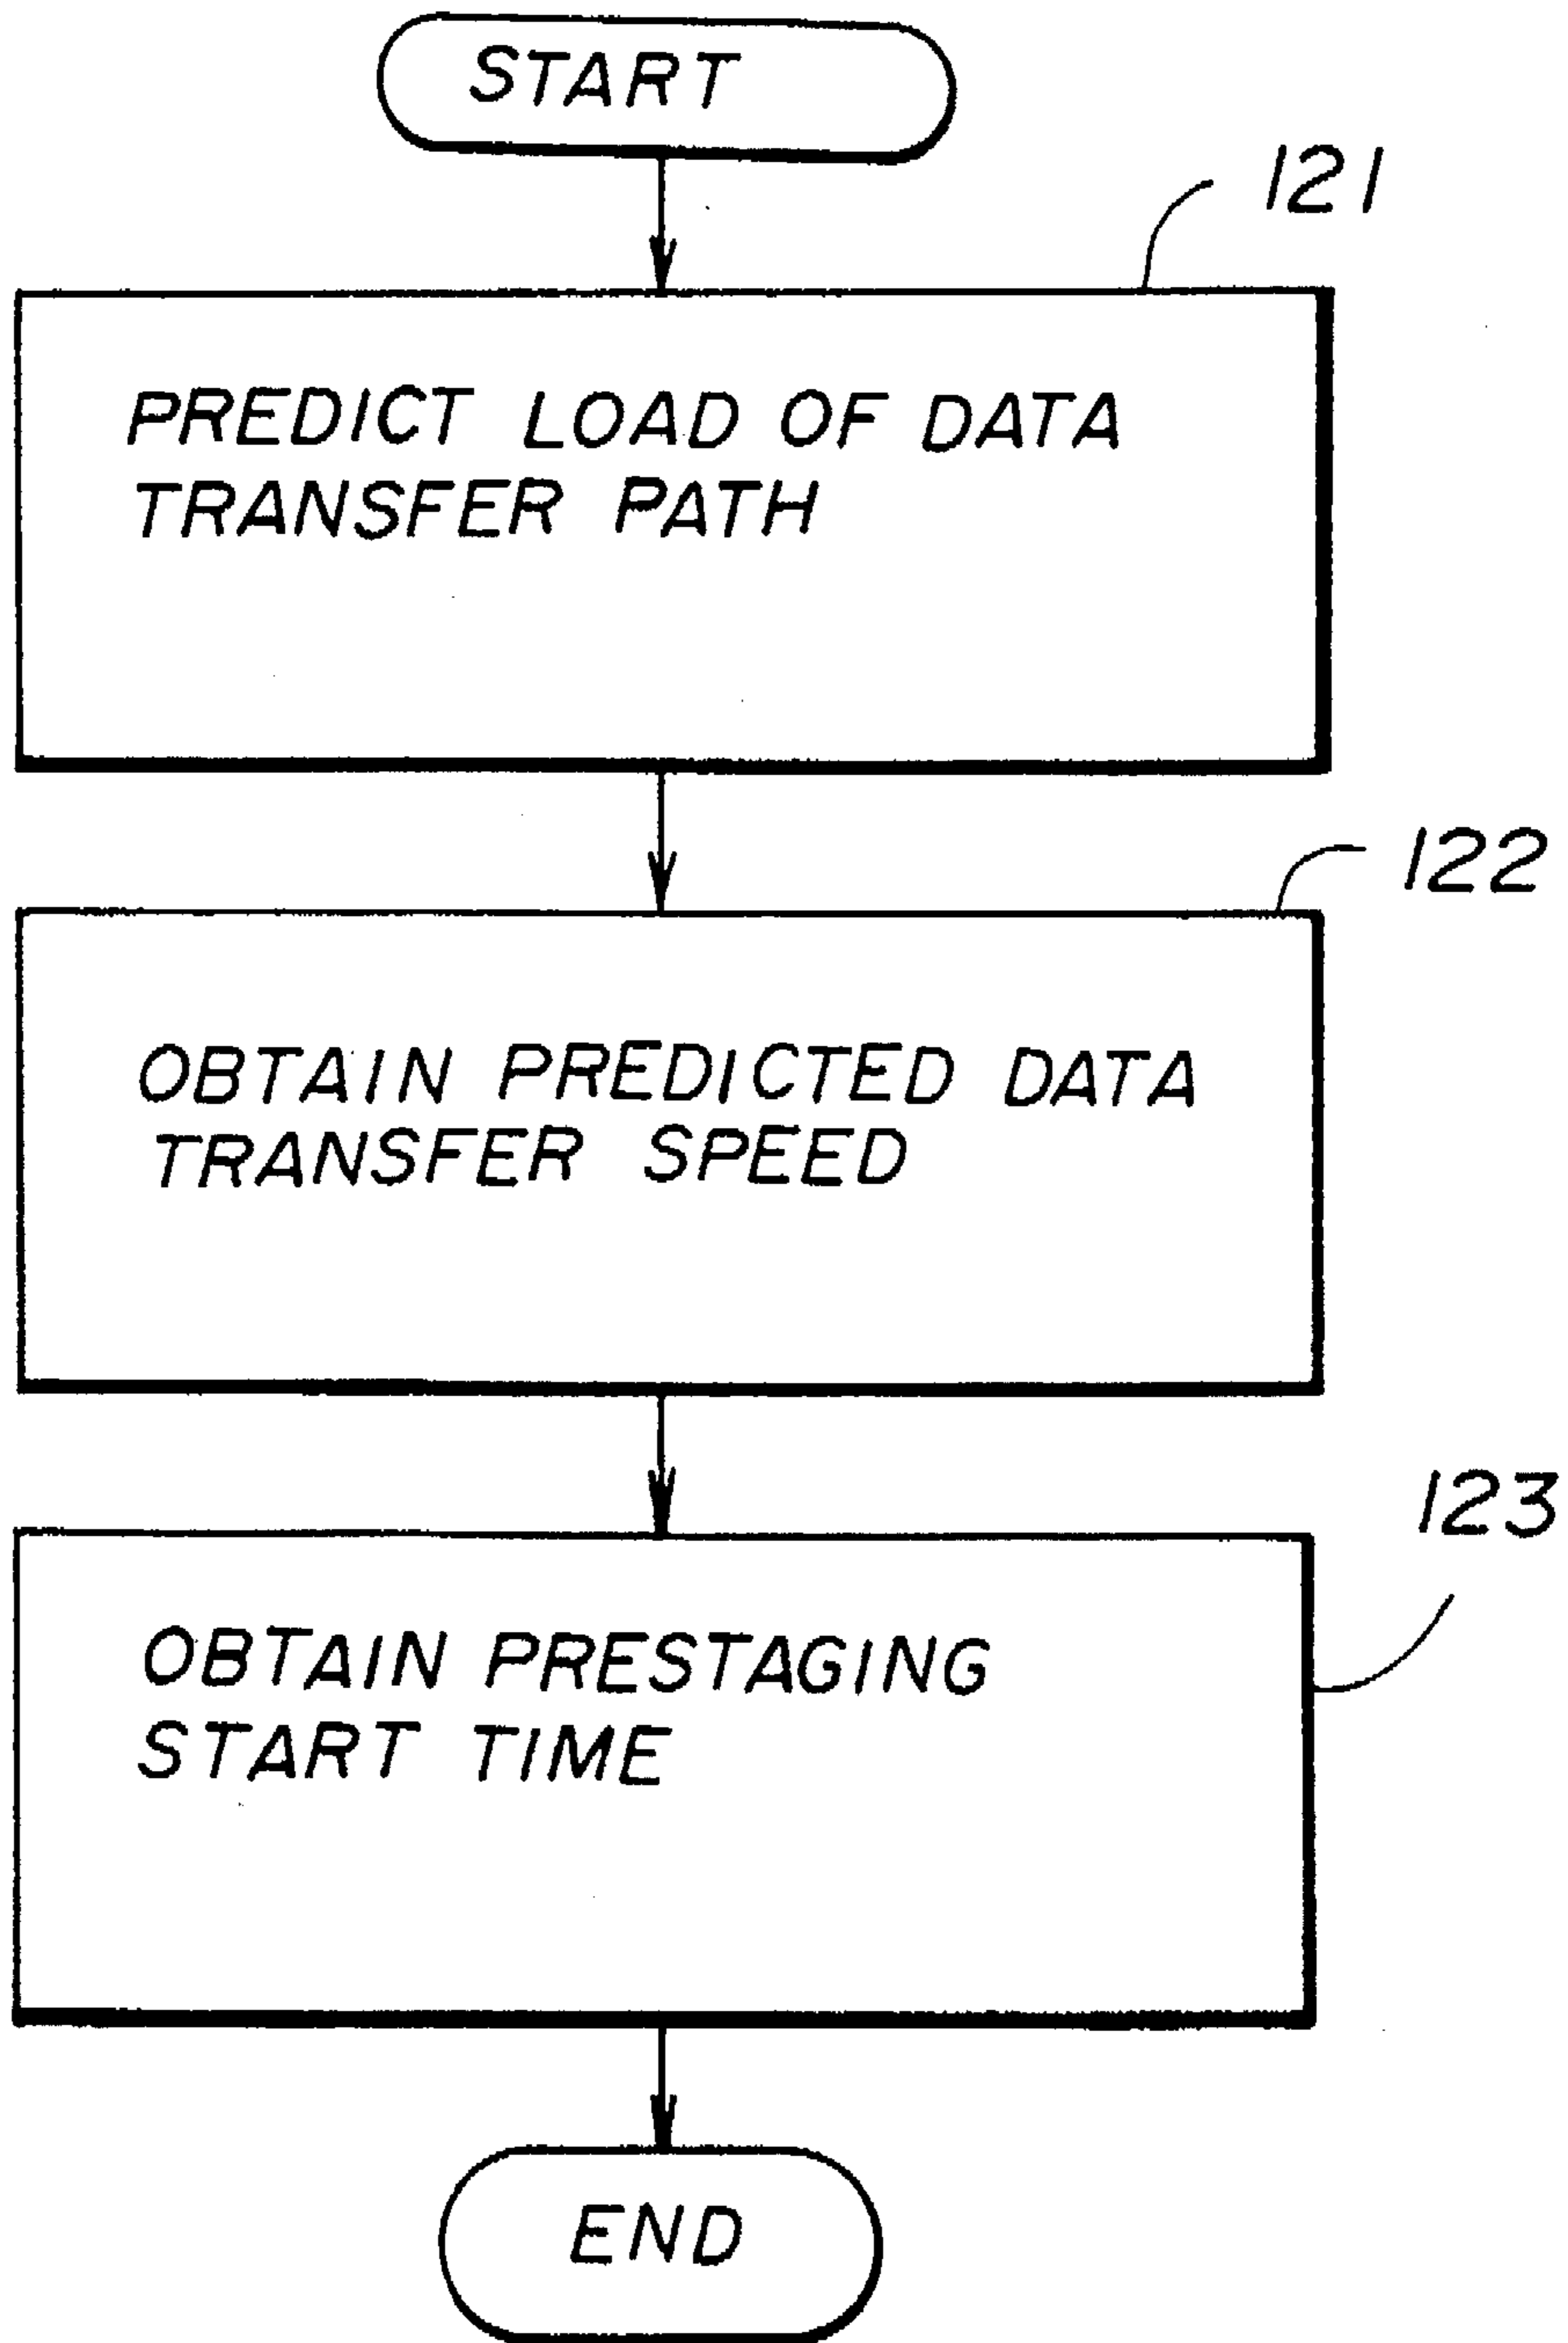 START
121
PREDICT LOAD OF DATA
TRANSFER PATH
122
OBTAIN PREDICTED DATA
TRANSFER SPEED
123
OBTAIN PRESTAGING
START TIME
END